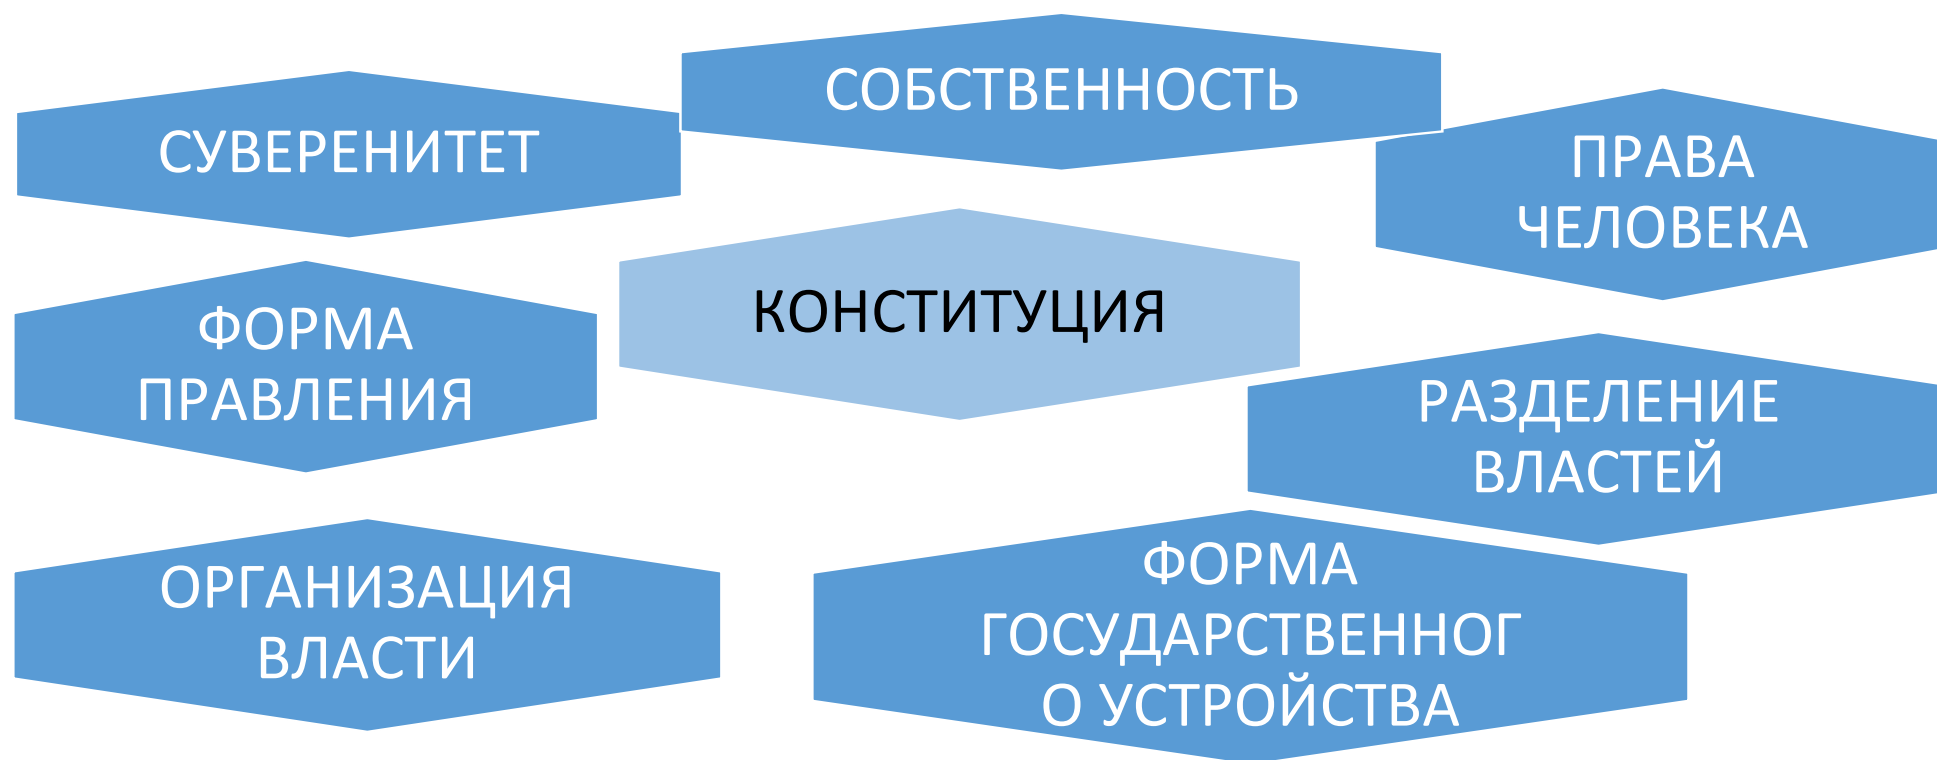 СОБСТВЕННОСТЬ
СУВЕРЕНИТЕТ
ПРАВА
ЧЕЛОВЕКА
КОНСТИТУЦИЯ
ФОРМА
ПРАВЛЕНИЯ
РАЗДЕЛЕНИЕ
ВЛАСТЕЙ
ОРГАНИЗАЦИЯ
ВЛАСТИ
ФОРМА
ГОСУДАРСТВЕННОГ
О УСТРОЙСТВА